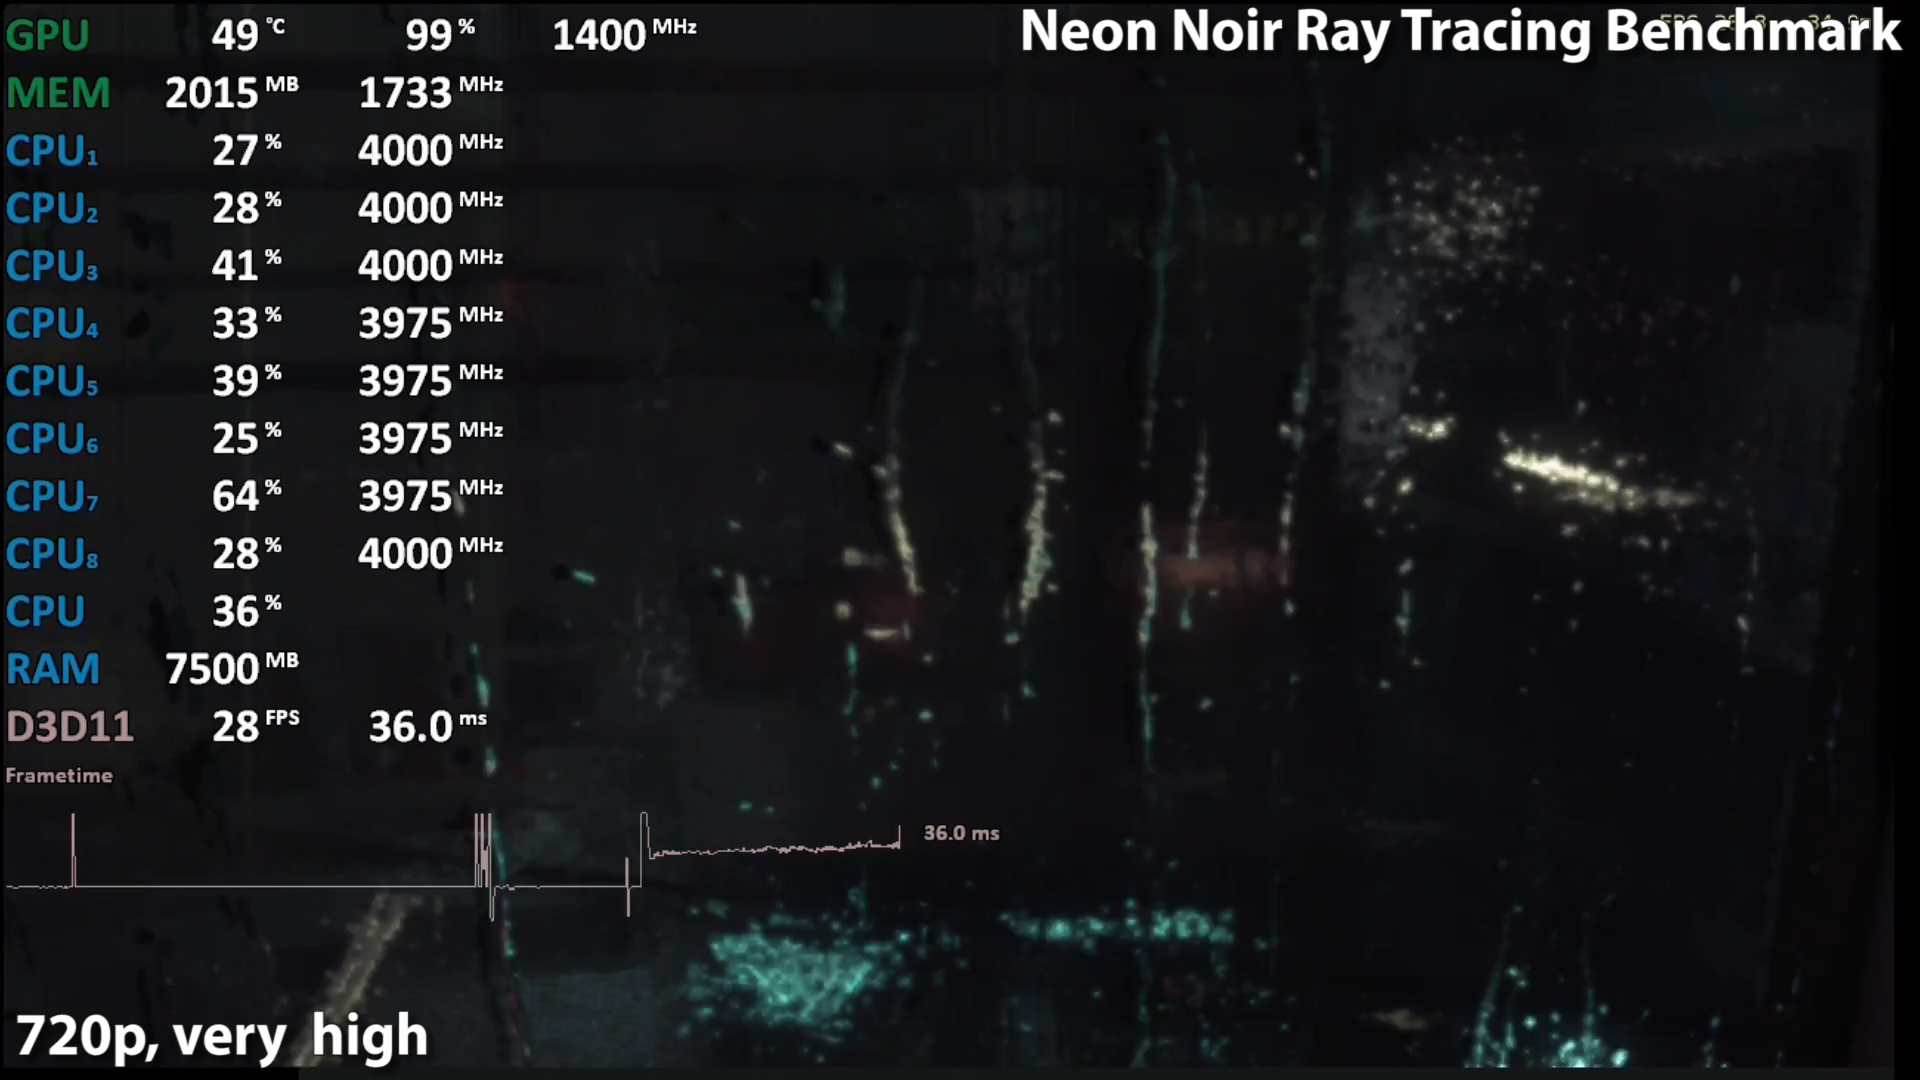 GPU 49 °C 99 % 1400 MHz
Neon Noir Ray Tracing Benchmark
MEM 2015 MB 1733 MHz
CPU1 27 % 4000 MHz
CPU2 28 % 4000 MHz
CPU3 41 % 4000 MHz
CPU4 33 % 3975 MHz
CPU5 39 % 3975 MHz
CPU6 25 % 3975 MHz
CPU7 64 % 3975 MHz
CPU8 28 % 4000 MHz
CPU 36 %
RAM 7500 MB
D3D11 28 FPS 36.0 ms
Frametime
36.0 ms
720p, very high